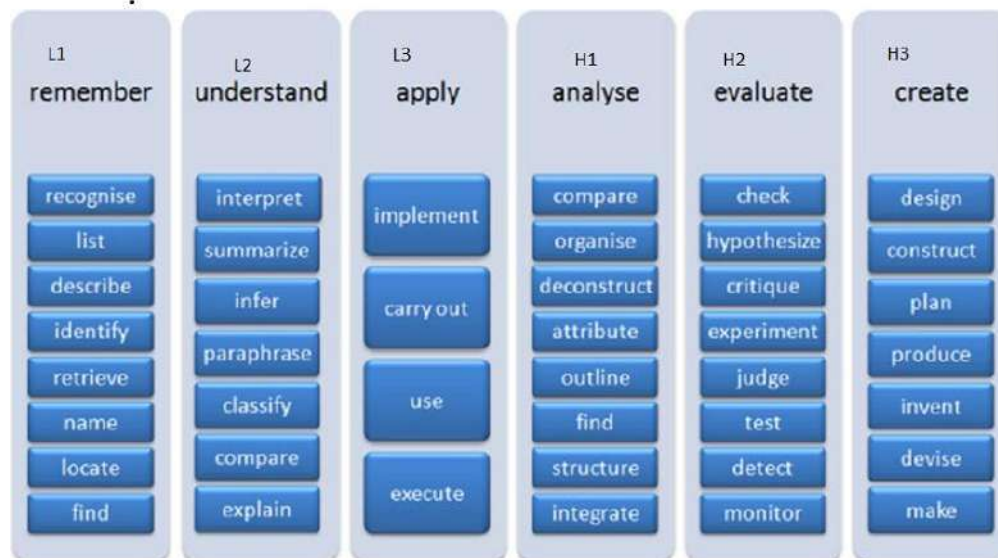 L1
remember
recognise
list
describe
identify
retrieve
name
locate
find
L2
understand
interpret
summarize
infer
paraphrase
classify
compare
explain
L3
apply
implement
carry out
use
execute
H1
analyse
compare
organise
deconstruct
attribute
outline
find
structure
integrate
H2
evaluate
check
hypothesize
critique
experiment
judge
test
detect
monitor
H3
create
design
construct
plan
produce
invent
devise
make